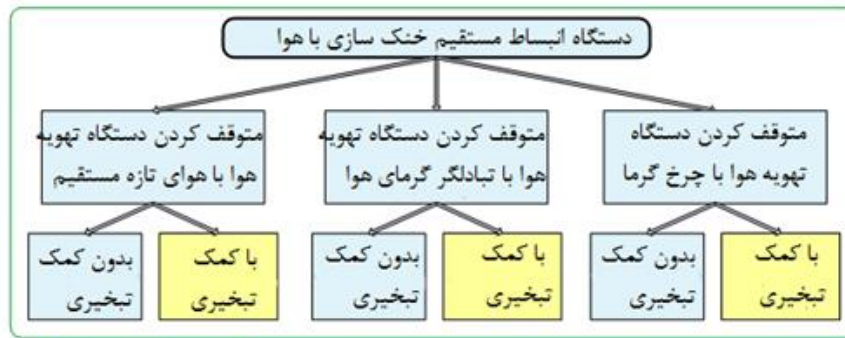 دستگاه انبساط مستقیم خنک سازی با هوا
متوقف کردن دستگاه
تهویه هوا با چرخ گرما
متوقف کردن دستگاه تهویه
هوا با تبادلگر گرمای هوا
متوقف کردن دستگاه تهویه
هوا با هوای تازه مستقیم
با کمک
تبخیری
بدون کمک
تبخیری
با کمک
تبخیری
بدون کمک
تبخیری
با کمک
تبخیری
بدون کمک
تبخیری